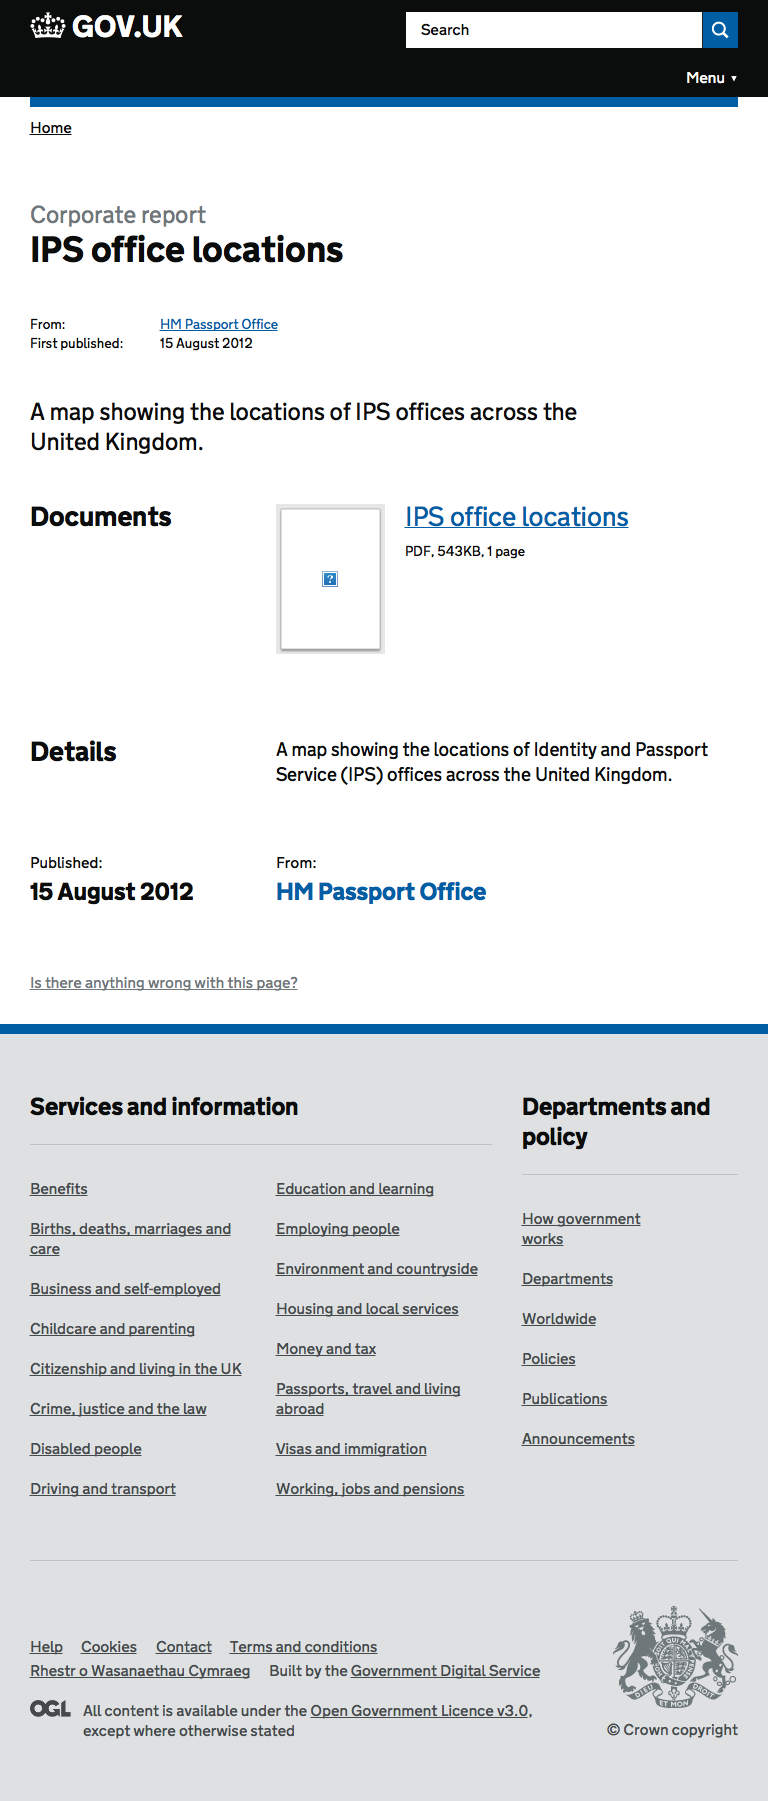 GOV.UK
Search
Menu ▼
Home
Corporate report
IPS office locations
From: HM Passport Office
First published: 15 August 2012
A map showing the locations of IPS offices across the
United Kingdom.
Documents
?
IPS office locations
PDF, 543KB, 1 page
Details
A map showing the locations of Identity and Passport
Service (IPS) offices across the United Kingdom.
Published:
15 August 2012
From:
HM Passport Office
Is there anything wrong with this page?
Services and information
Benefits
Births, deaths, marriages and
care
Business and self-employed
Childcare and parenting
Citizenship and living in the UK
Crime, justice and the law
Disabled people
Driving and transport
Education and learning
Employing people
Environment and countryside
Housing and local services
Money and tax
Passports, travel and living
abroad
Visas and immigration
Working, jobs and pensions
Departments and
policy
How government
works
Departments
Worldwide
Policies
Publications
Announcements
Help Cookies Contact Terms and conditions
Rhestr o Wasanaethau Cymraeg Built by the Government Digital Service
OGL All content is available under the Open Government Licence v3.0,
except where otherwise stated
DIEU ET MON DROIT
© Crown copyright